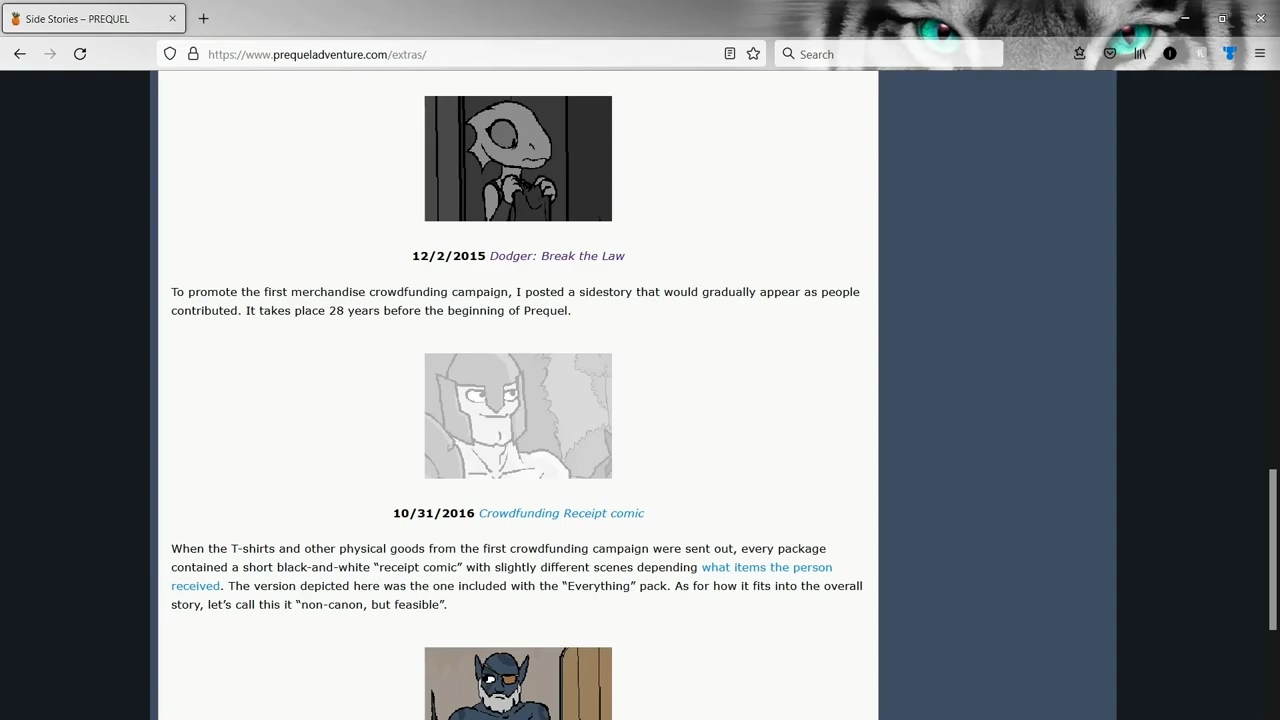 Side Stories – PREQUEL
https://www.prequeladventure.com/extras/
Search
12/2/2015 Dodger: Break the Law
To promote the first merchandise crowdfunding campaign, I posted a sidestory that would gradually appear as people
contributed. It takes place 28 years before the beginning of Prequel.
10/31/2016 Crowdfunding Receipt comic
When the T-shirts and other physical goods from the first crowdfunding campaign were sent out, every package
contained a short black-and-white “receipt comic” with slightly different scenes depending what items the person
received. The version depicted here was the one included with the “Everything” pack. As for how it fits into the overall
story, let’s call this it “non-canon, but feasible”.